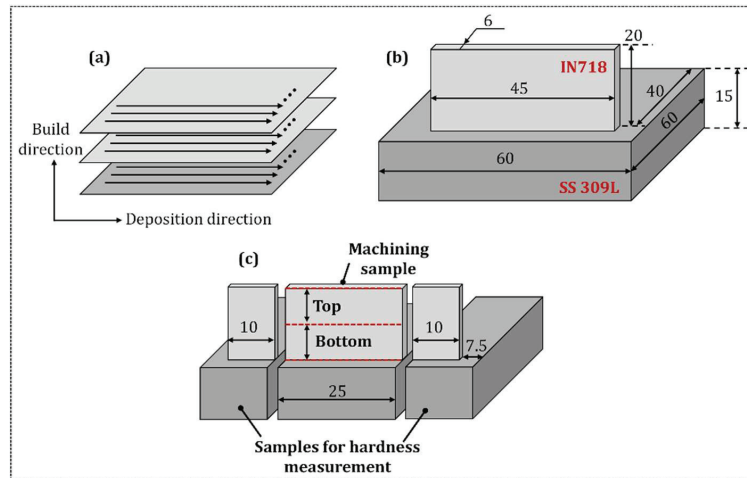 (a)
Build
direction
Deposition direction
(b)
6
20
IN718
45
40
15
60
60
SS 309L
(c)
Machining
sample
Top
10
10
Bottom
7.5
25
Samples for hardness
measurement